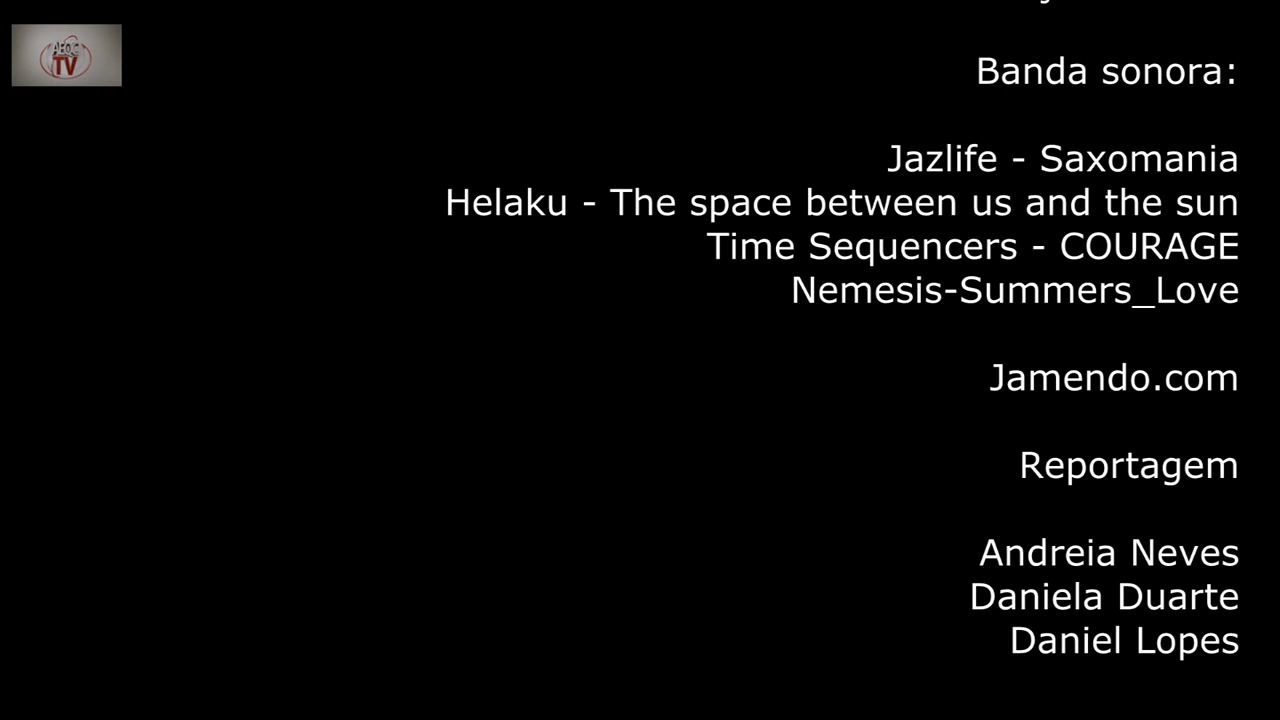 TV
Banda sonora:
Jazlife - Saxomania
Helaku - The space between us and the sun
Time Sequencers - COURAGE
Nemesis-Summers_Love
Jamendo.com
Reportagem
Andreia Neves
Daniela Duarte
Daniel Lopes